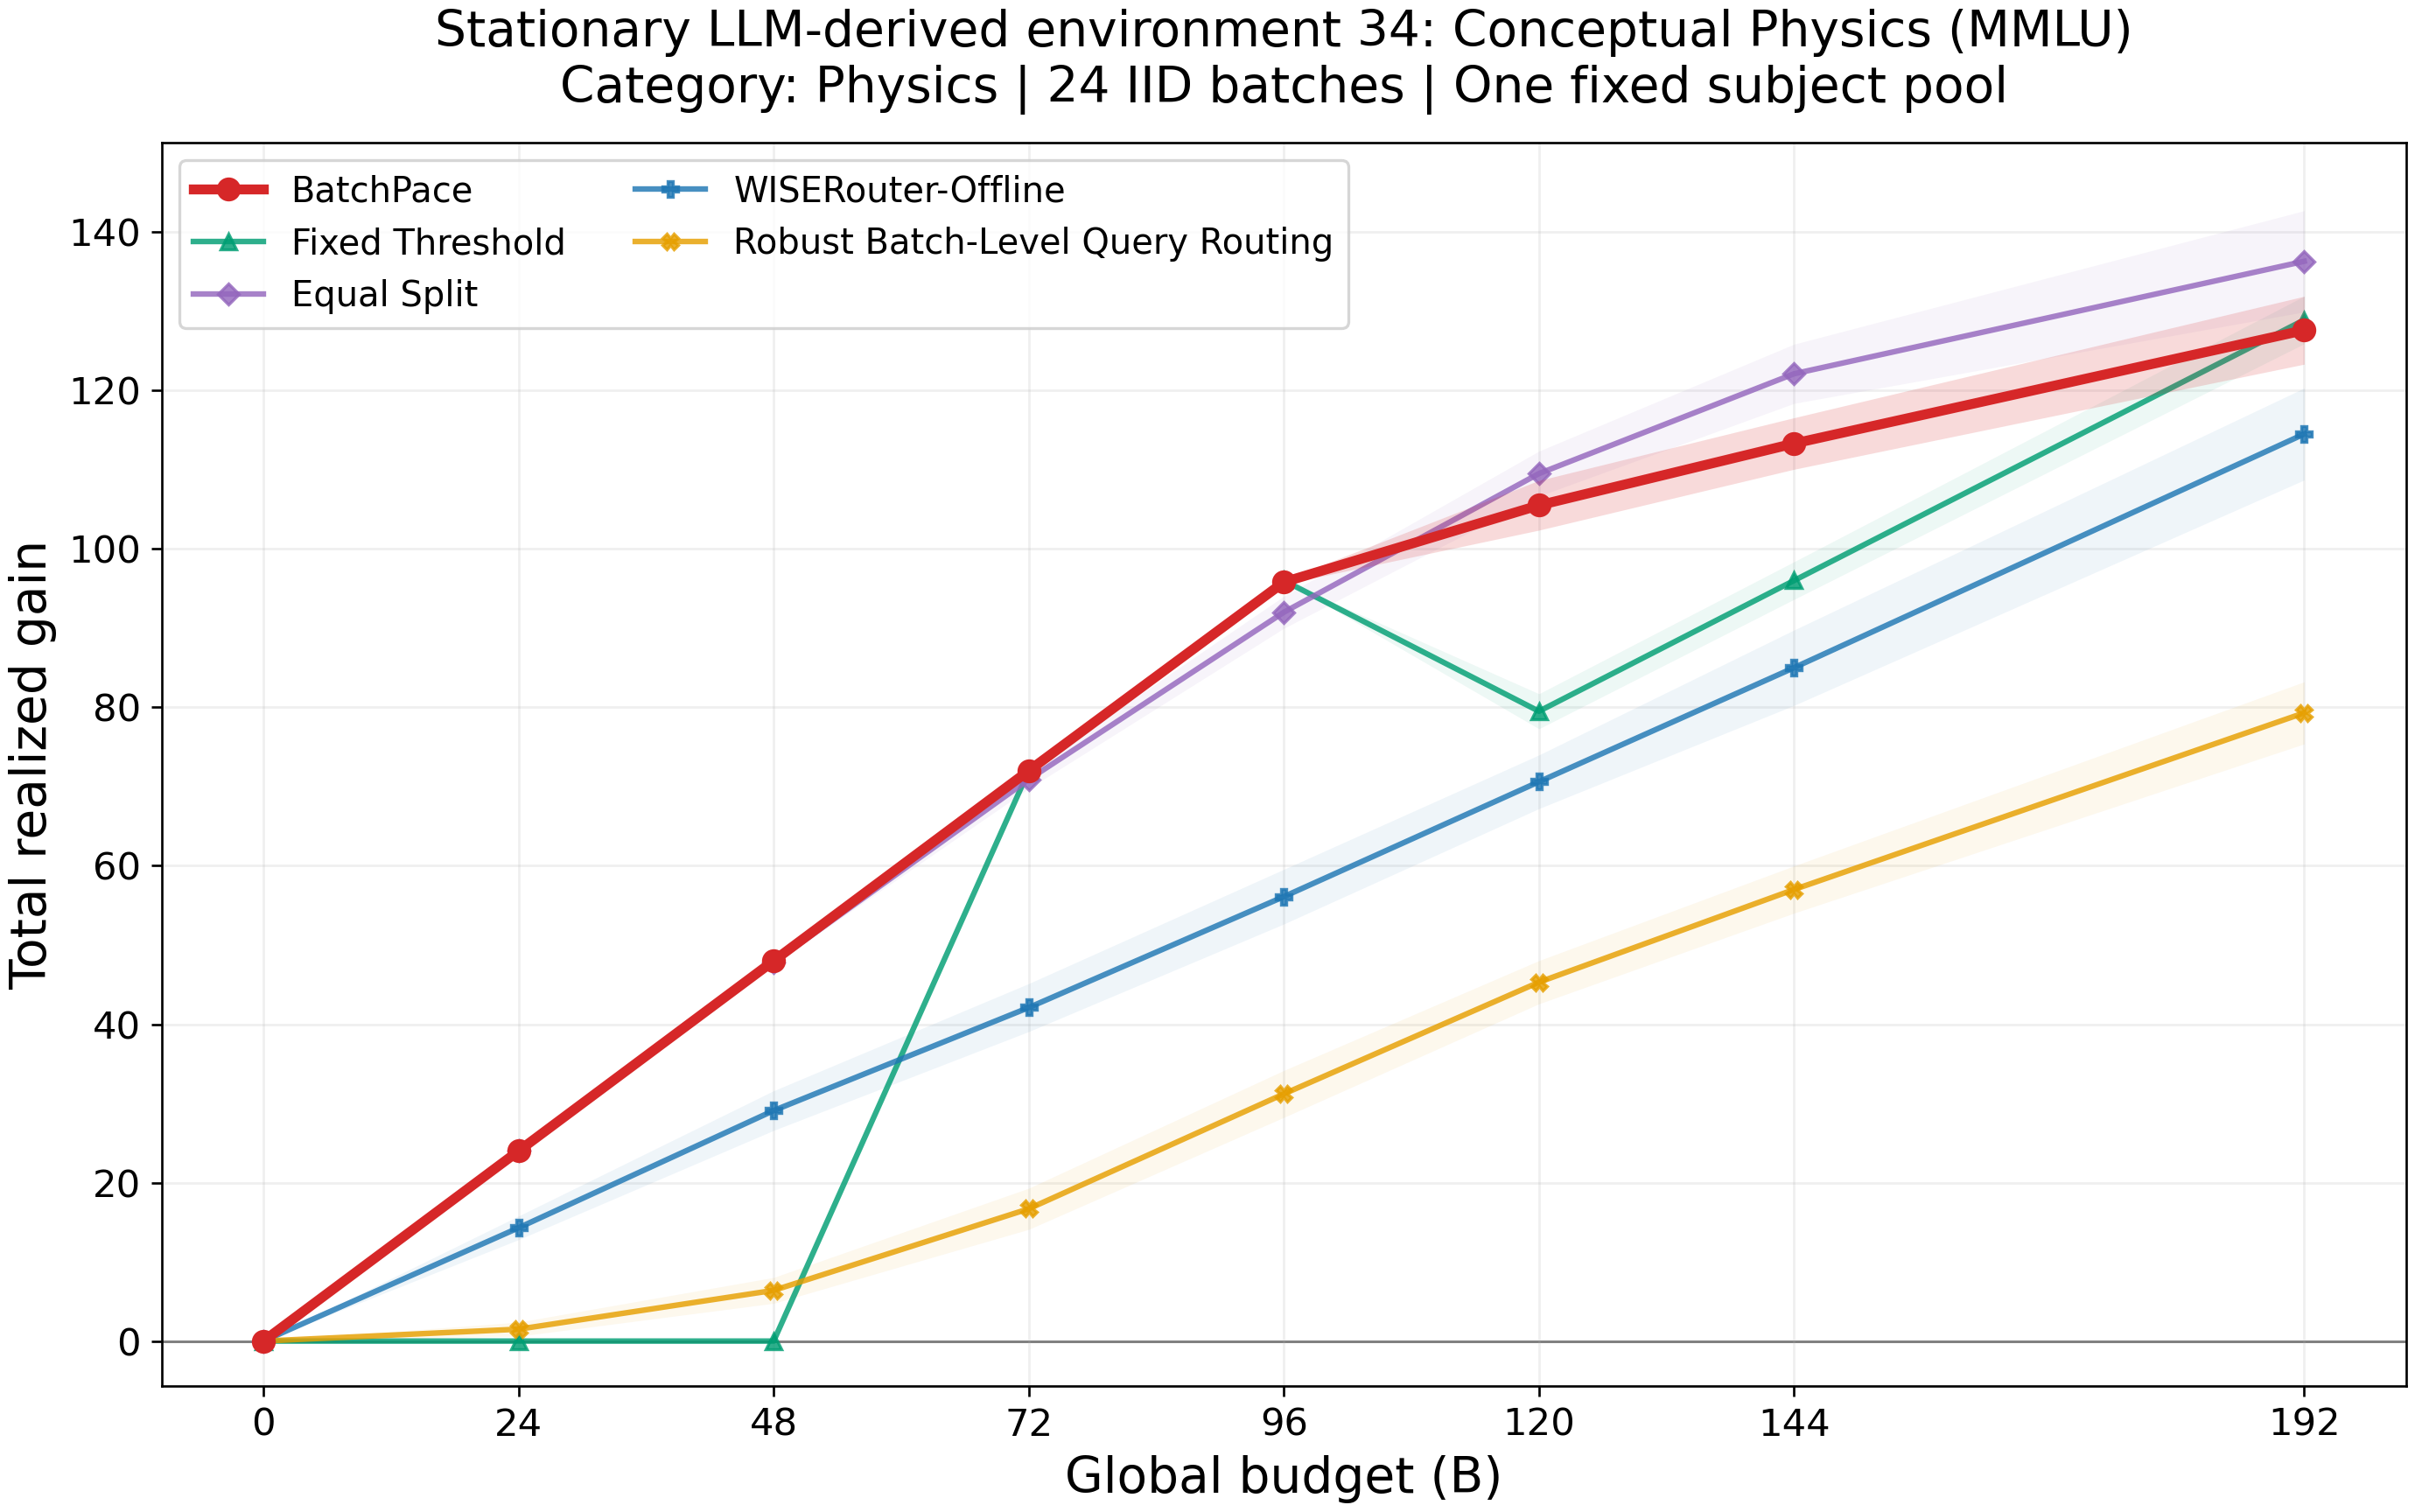 Stationary LLM-derived environment 34: Conceptual Physics (MMLU)
Category: Physics | 24 IID batches | One fixed subject pool
BatchPace
Fixed Threshold
Equal Split
WISERouter-Offline
Robust Batch-Level Query Routing
Total realized gain
140
120
100
80
60
40
20
0
0 24 48 72 96 120 144 192
Global budget (B)